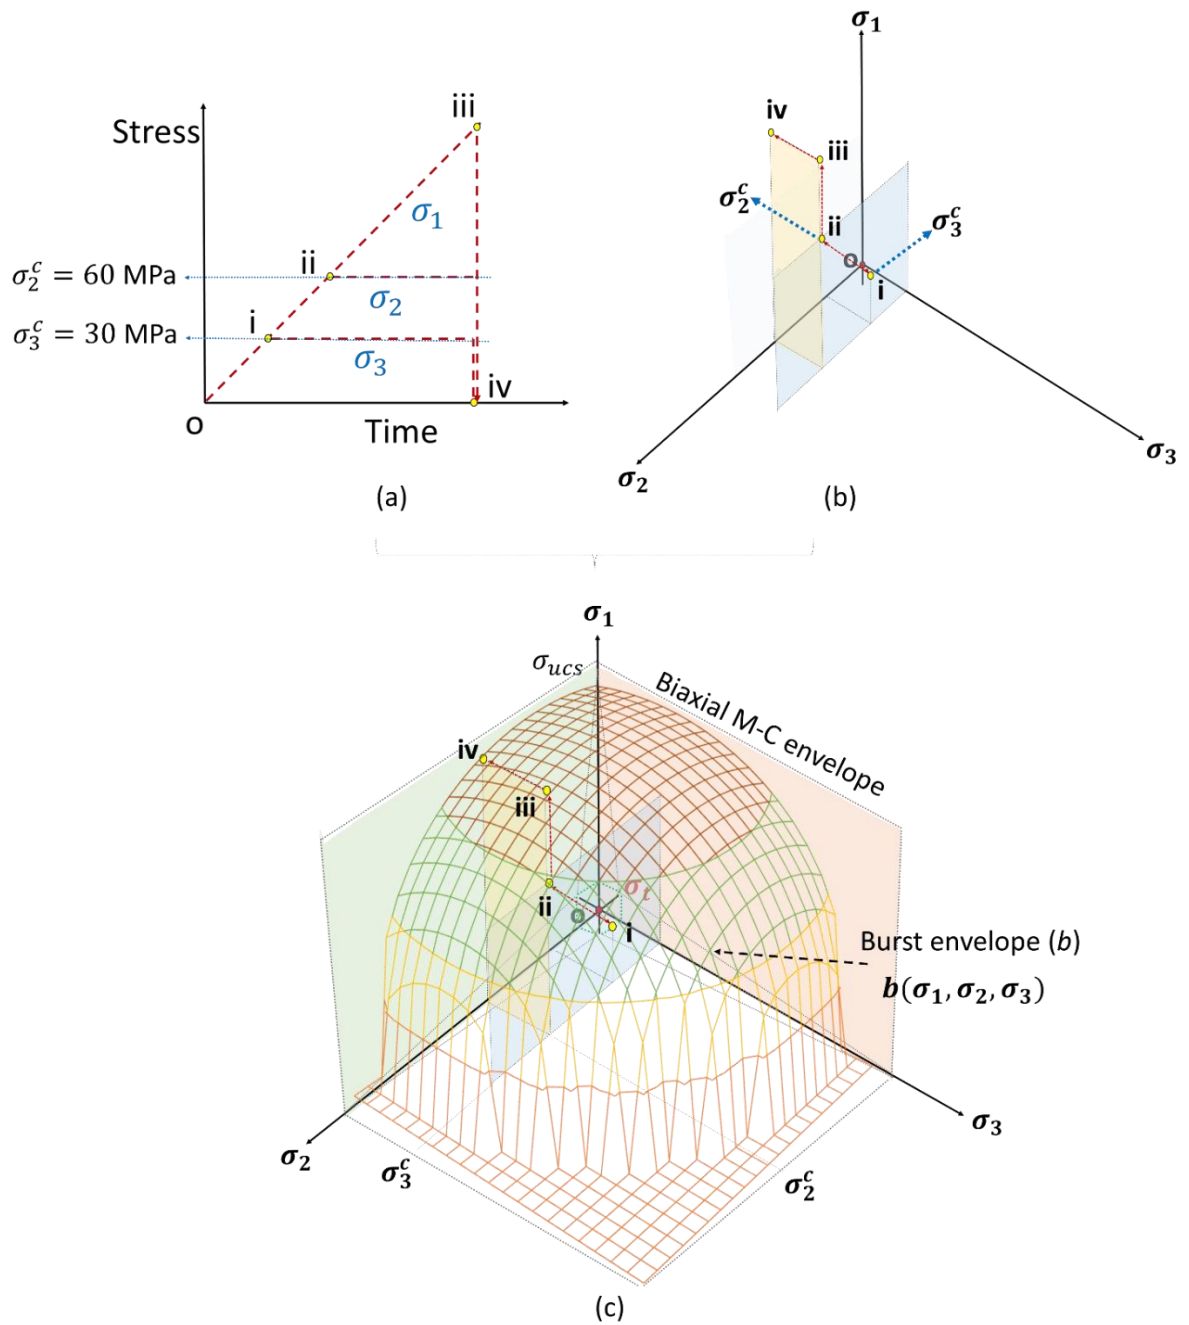 Stress
iii
σ₁
σ₂ᶜ = 60 MPa
ii
σ₂
σ₃ᶜ = 30 MPa
i
σ₃
iv
O
Time
(a)
σ₁
iv
iii
σ₂ᶜ
ii
σ₃ᶜ
O
i
σ₃
σ₂
(b)
σ₁
σᵤ𝒸ₛ
Biaxial M-C envelope
iv
iii
σₜ
ii
O
i
Burst envelope (b)
b(σ₁, σ₂, σ₃)
σ₃
σ₂
σ₃ᶜ
σ₂ᶜ
(c)